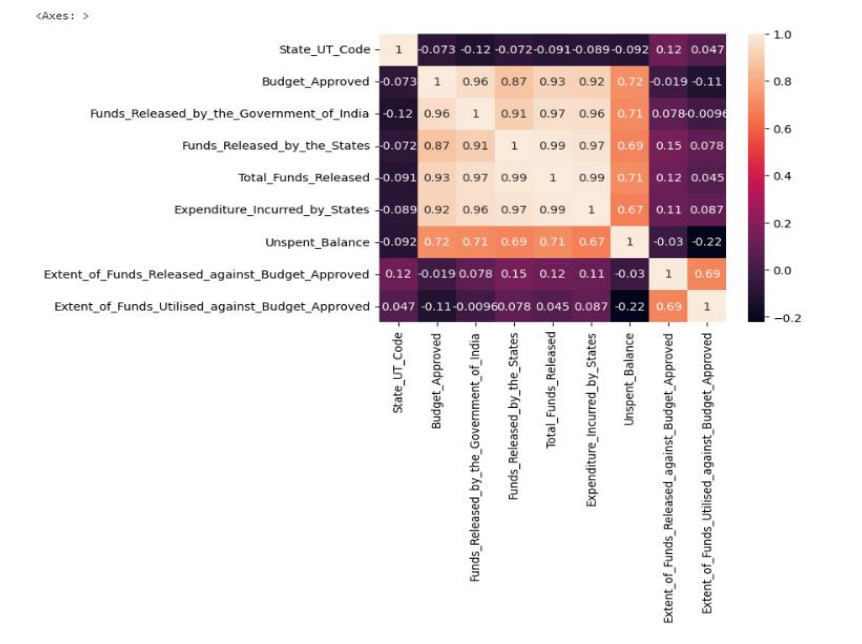 <Axes: >
State_UT_Code 1 -0.073 -0.12 -0.072 -0.091 -0.089 -0.092 0.12 0.047
Budget_Approved -0.073 1 0.96 0.87 0.93 0.92 0.72 -0.019 -0.11
Funds_Released_by_the_Government_of_India -0.12 0.96 1 0.91 0.97 0.96 0.71 0.078 -0.0096
Funds_Released_by_the_States -0.072 0.87 0.91 1 0.99 0.97 0.69 0.15 0.078
Total_Funds_Released -0.091 0.93 0.97 0.99 1 0.99 0.71 0.12 0.045
Expenditure_Incurred_by_States -0.089 0.92 0.96 0.97 0.99 1 0.67 0.11 0.087
Unspent_Balance -0.092 0.72 0.71 0.69 0.71 0.67 1 -0.03 -0.22
Extent_of_Funds_Released_against_Budget_Approved 0.12 -0.019 0.078 0.15 0.12 0.11 -0.03 1 0.69
Extent_of_Funds_Utilised_against_Budget_Approved 0.047 -0.11 -0.0096 0.078 0.045 0.087 -0.22 0.69 1
State_UT_Code
Budget_Approved
Funds_Released_by_the_Government_of_India
Funds_Released_by_the_States
Total_Funds_Released
Expenditure_Incurred_by_States
Unspent_Balance
Extent_of_Funds_Released_against_Budget_Approved
Extent_of_Funds_Utilised_against_Budget_Approved
1.0
0.8
0.6
0.4
0.2
0.0
−0.2